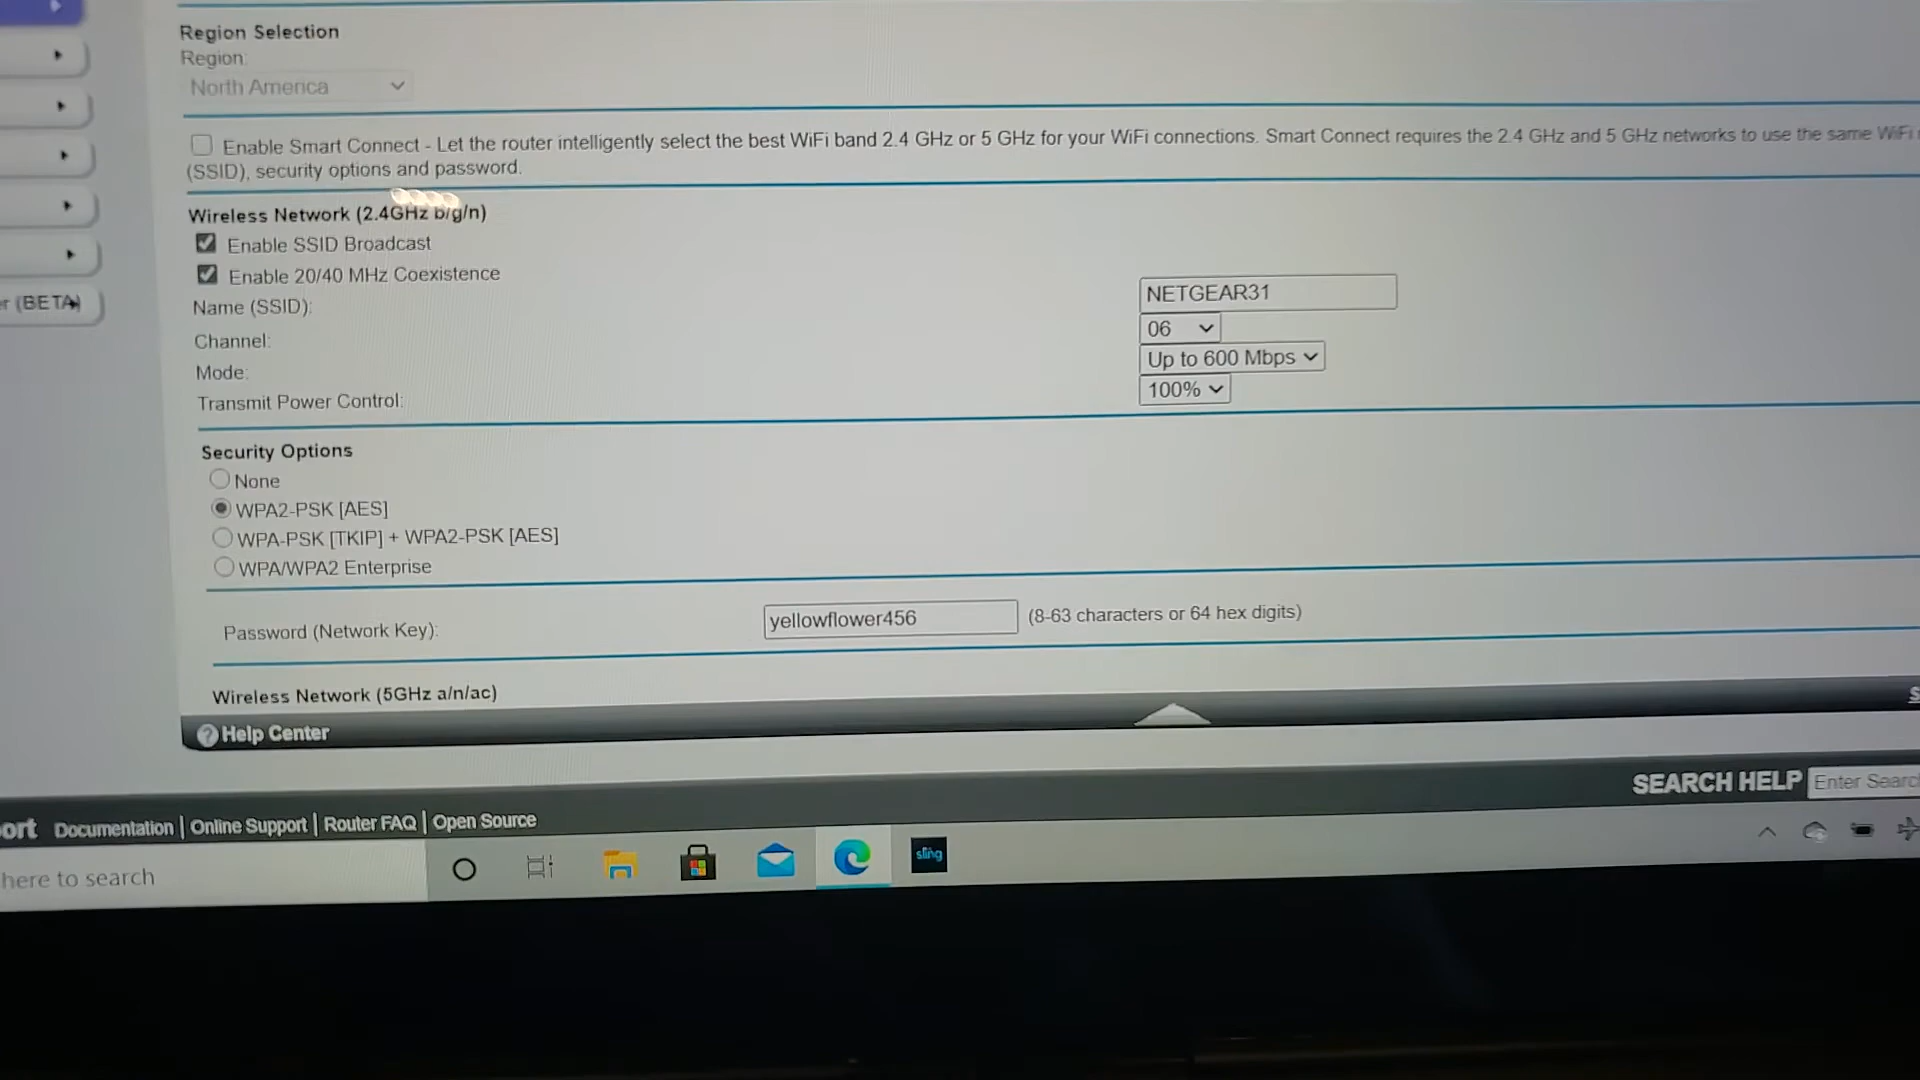 Region Selection
Region:
North America
Enable Smart Connect - Let the router intelligently select the best WiFi band 2.4 GHz or 5 GHz for your WiFi connections. Smart Connect requires the 2.4 GHz and 5 GHz networks to use the same WiFi
(SSID), security options and password.
Wireless Network (2.4GHz b/g/n)
Enable SSID Broadcast
Enable 20/40 MHz Coexistence
(BETA)
Name (SSID):
NETGEAR31
Channel:
06
Mode:
Up to 600 Mbps
Transmit Power Control:
100%
Security Options
None
WPA2-PSK [AES]
WPA-PSK [TKIP] + WPA2-PSK [AES]
WPA/WPA2 Enterprise
Password (Network Key):
yellowflower456
(8-63 characters or 64 hex digits)
Wireless Network (5GHz a/n/ac)
? Help Center
SEARCH HELP
Enter Searc
ort Documentation | Online Support | Router FAQ | Open Source
here to search
sling